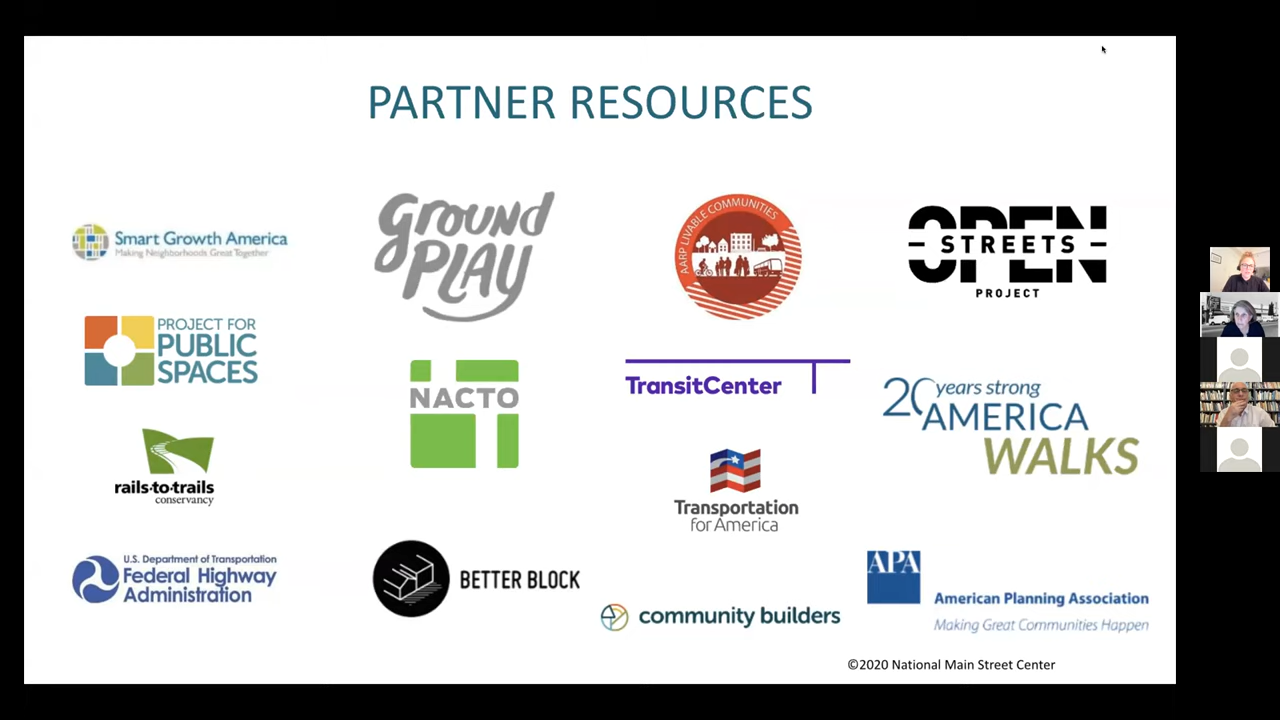 PARTNER RESOURCES
Smart Growth America
Making Neighborhoods Great Together
PROJECT FOR
PUBLIC
SPACES
rails·to·trails
conservancy
U.S. Department of Transportation
Federal Highway
Administration
GROUND
PLAY
NACTO
BETTER BLOCK
AARP LIVABLE COMMUNITIES
TransitCenter
Transportation
for America
community builders
OPEN
STREETS
PROJECT
20 years strong
AMERICA
WALKS
APA
American Planning Association
Making Great Communities Happen
©2020 National Main Street Center